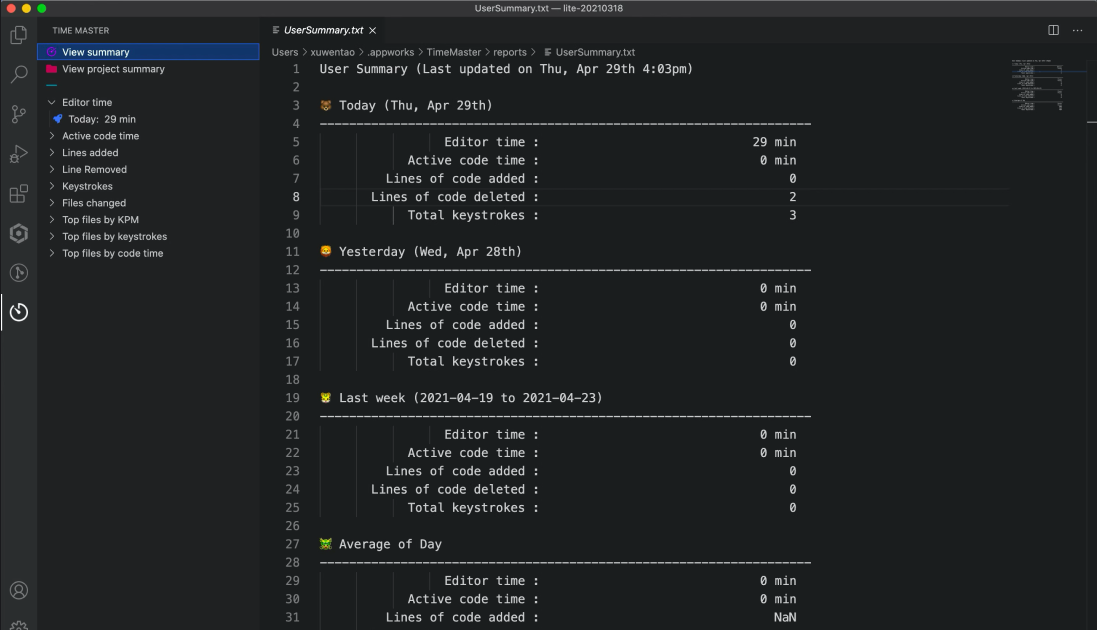 UserSummary.txt — lite-20210318
TIME MASTER
View summary
View project summary
Editor time
Today: 29 min
Active code time
Lines added
Line Removed
Keystrokes
Files changed
Top files by KPM
Top files by keystrokes
Top files by code time
UserSummary.txt
Users > xuwentao > .appworks > TimeMaster > reports > UserSummary.txt
1 User Summary (Last updated on Thu, Apr 29th 4:03pm)
2
3 🐻 Today (Thu, Apr 29th)
4 ———————————————————————————————————
5 Editor time : 29 min
6 Active code time : 0 min
7 Lines of code added : 0
8 Lines of code deleted : 2
9 Total keystrokes : 3
10
11 🦁 Yesterday (Wed, Apr 28th)
12 ———————————————————————————————————
13 Editor time : 0 min
14 Active code time : 0 min
15 Lines of code added : 0
16 Lines of code deleted : 0
17 Total keystrokes : 0
18
19 🐯 Last week (2021-04-19 to 2021-04-23)
20 ———————————————————————————————————
21 Editor time : 0 min
22 Active code time : 0 min
23 Lines of code added : 0
24 Lines of code deleted : 0
25 Total keystrokes : 0
26
27 🐲 Average of Day
28 ———————————————————————————————————
29 Editor time : 0 min
30 Active code time : 0 min
31 Lines of code added : NaN